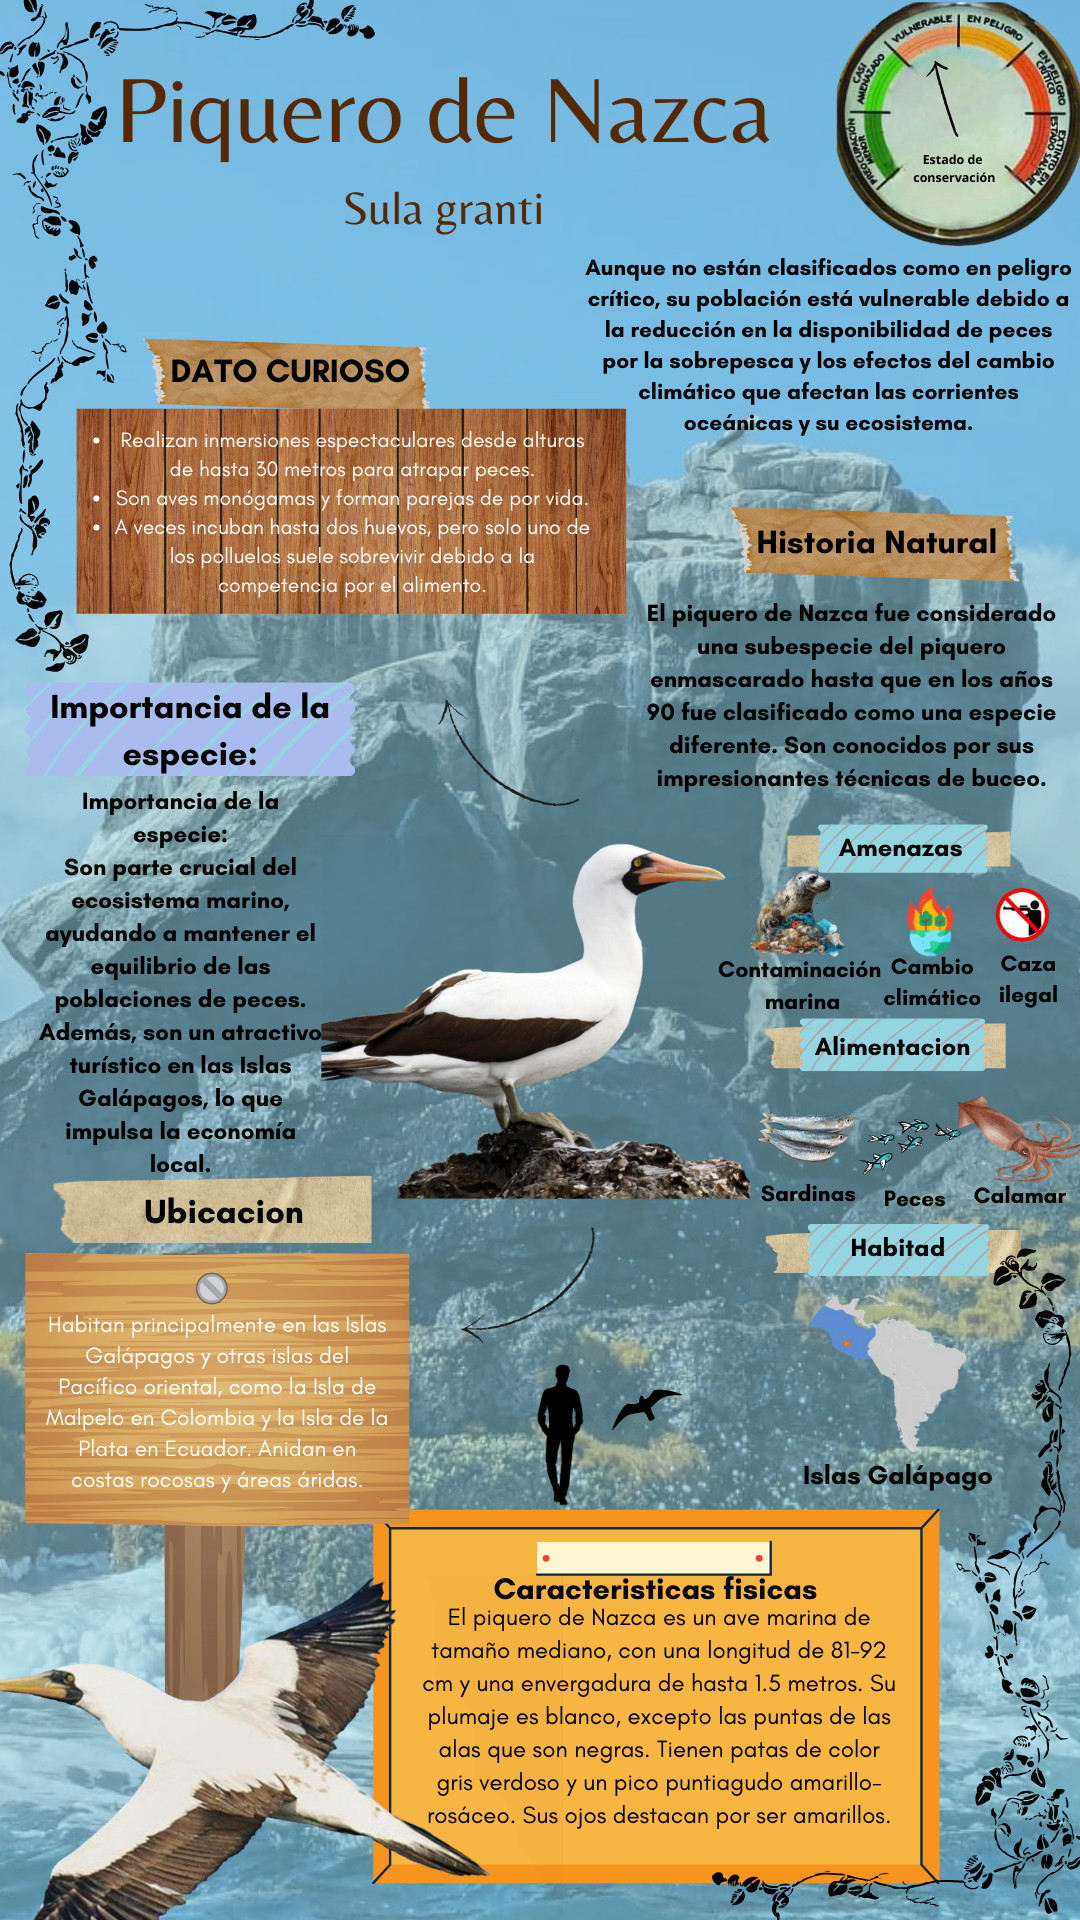 Piquero de Nazca
Sula granti
PREOCUPACIÓN
MENOR
CASI
AMENAZADO
VULNERABLE
EN PELIGRO
EN PELIGRO
CRÍTICO
EXTINTO EN
ESTADO SALVAJE
Estado de
conservación
Aunque no están clasificados como en peligro
crítico, su población está vulnerable debido a
la reducción en la disponibilidad de peces
por la sobrepesca y los efectos del cambio
climático que afectan las corrientes
oceánicas y su ecosistema.
DATO CURIOSO
• Realizan inmersiones espectaculares desde alturas
de hasta 30 metros para atrapar peces.
• Son aves monógamas y forman parejas de por vida.
• A veces incuban hasta dos huevos, pero solo uno de
los polluelos suele sobrevivir debido a la
competencia por el alimento.
Historia Natural
El piquero de Nazca fue considerado
una subespecie del piquero
enmascarado hasta que en los años
90 fue clasificado como una especie
diferente. Son conocidos por sus
impresionantes técnicas de buceo.
Importancia de la
especie:
Importancia de la
especie:
Son parte crucial del
ecosistema marino,
ayudando a mantener el
equilibrio de las
poblaciones de peces.
Además, son un atractivo
turístico en las Islas
Galápagos, lo que
impulsa la economía
local.
Amenazas
Contaminación
marina
Cambio
climático
Caza
ilegal
Alimentacion
Sardinas
Peces
Calamar
Habitad
Islas Galápago
Ubicacion
Habitan principalmente en las Islas
Galápagos y otras islas del
Pacífico oriental, como la Isla de
Malpelo en Colombia y la Isla de la
Plata en Ecuador. Anidan en
costas rocosas y áreas áridas.
Caracteristicas fisicas
El piquero de Nazca es un ave marina de
tamaño mediano, con una longitud de 81-92
cm y una envergadura de hasta 1.5 metros. Su
plumaje es blanco, excepto las puntas de las
alas que son negras. Tienen patas de color
gris verdoso y un pico puntiagudo amarillo-
rosáceo. Sus ojos destacan por ser amarillos.